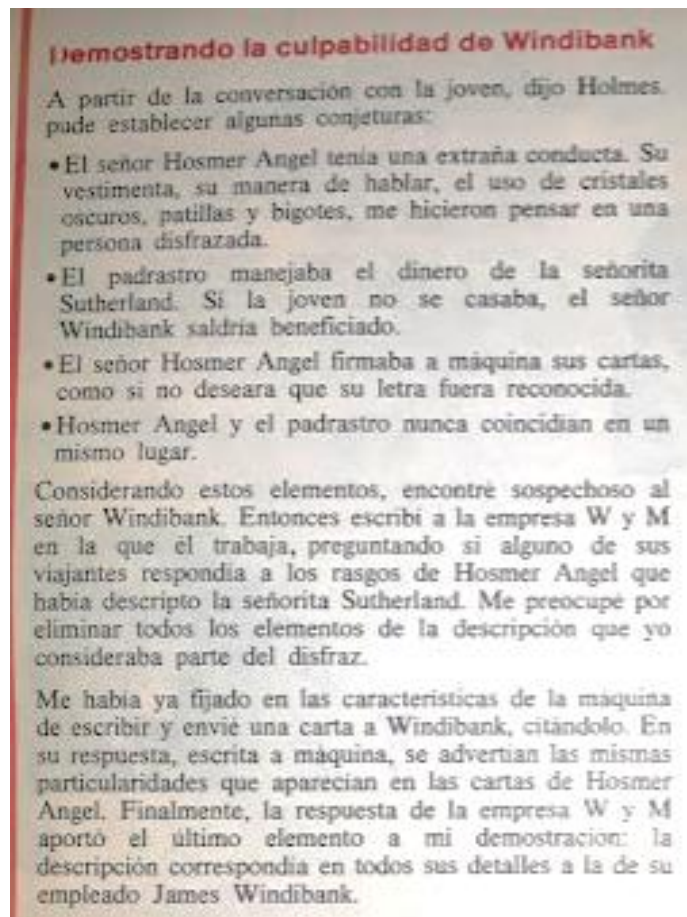 Demostrando la culpabilidad de Windibank
A partir de la conversación con la joven, dijo Holmes.
pude establecer algunas conjeturas:
• El señor Hosmer Angel tenía una extraña conducta. Su
vestimenta, su manera de hablar, el uso de cristales
oscuros, patillas y bigotes, me hicieron pensar en una
persona disfrazada.
• El padrastro manejaba el dinero de la señorita
Sutherland. Si la joven no se casaba, el señor
Windibank saldría beneficiado.
• El señor Hosmer Angel firmaba a máquina sus cartas,
como si no deseara que su letra fuera reconocida.
• Hosmer Angel y el padrastro nunca coincidían en un
mismo lugar.
Considerando estos elementos, encontré sospechoso al
señor Windibank. Entonces escribí a la empresa W y M
en la que él trabaja, preguntando si alguno de sus
viajantes respondía a los rasgos de Hosmer Angel que
había descripto la señorita Sutherland. Me preocupé por
eliminar todos los elementos de la descripción que yo
consideraba parte del disfraz.
Me había ya fijado en las características de la máquina
de escribir y envié una carta a Windibank, citándolo. En
su respuesta, escrita a máquina, se advertían las mismas
particularidades que aparecían en las cartas de Hosmer
Angel. Finalmente, la respuesta de la empresa W y M
aportó el último elemento a mi demostración: la
descripción correspondía en todos sus detalles a la de su
empleado James Windibank.